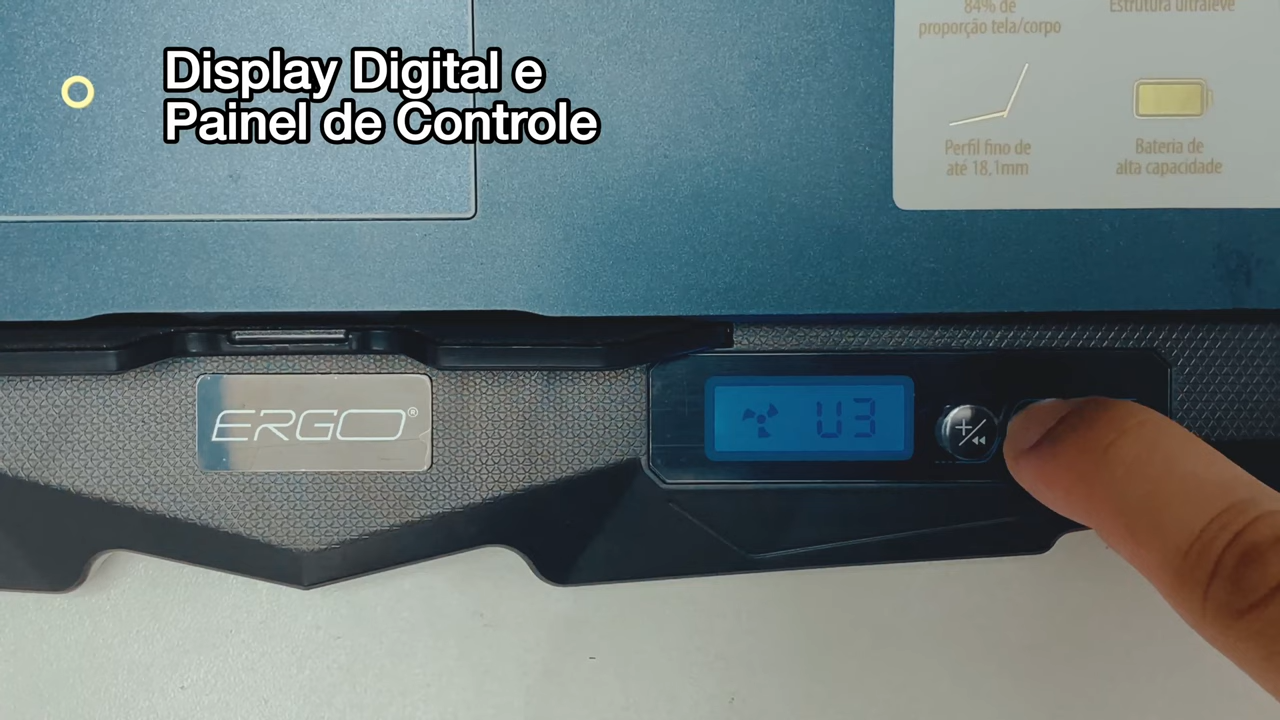 84% de
proporção tela/corpo
Estrutura ultraleve
Display Digital e
Painel de Controle
Perfil fino de
até 18,1mm
Bateria de
alta capacidade
ERGO®
U3
+/